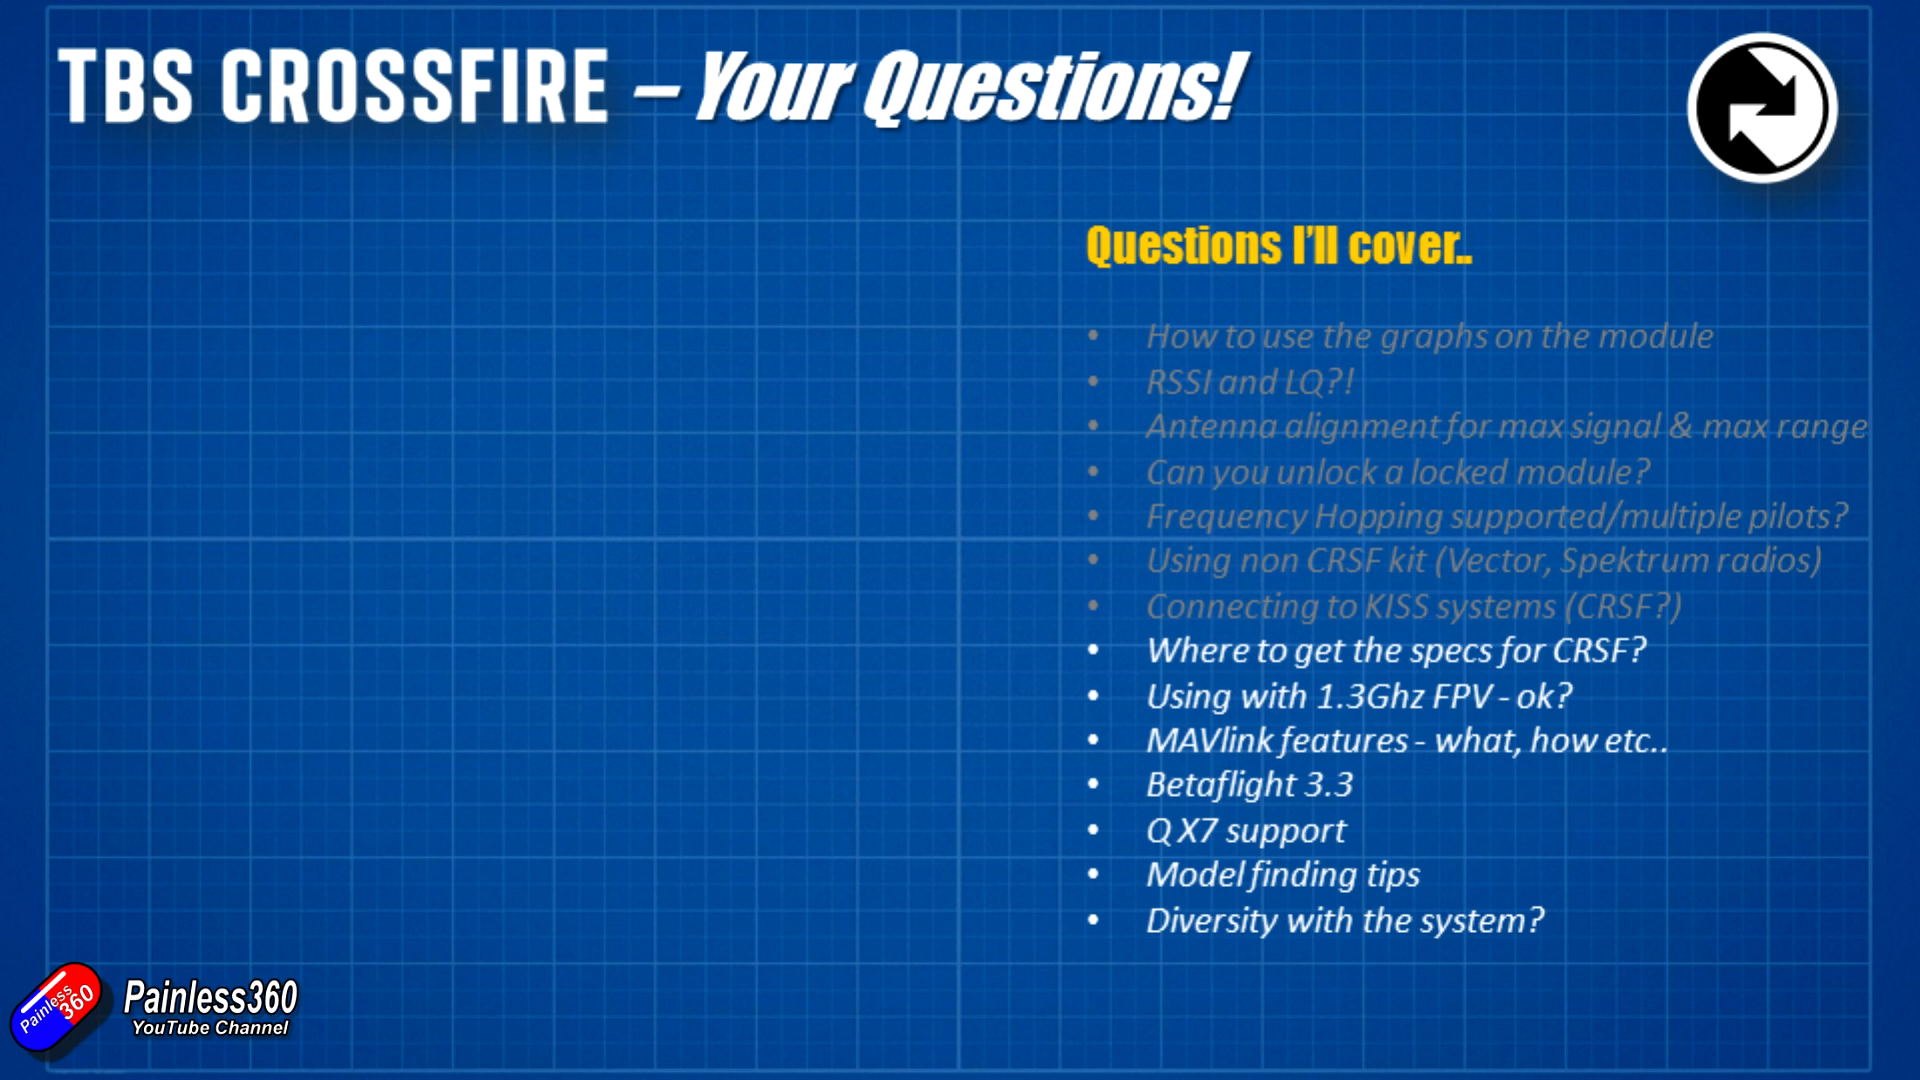 TBS CROSSFIRE – Your Questions!
Questions I'll cover..
• How to use the graphs on the module
• RSSI and LQ?!
• Antenna alignment for max signal & max range
• Can you unlock a locked module?
• Frequency Hopping supported/multiple pilots?
• Using non CRSF kit (Vector, Spektrum radios)
• Connecting to KISS systems (CRSF?)
• Where to get the specs for CRSF?
• Using with 1.3Ghz FPV - ok?
• MAVlink features - what, how etc..
• Betaflight 3.3
• Q X7 support
• Model finding tips
• Diversity with the system?
Painless
360
Painless360
YouTube Channel